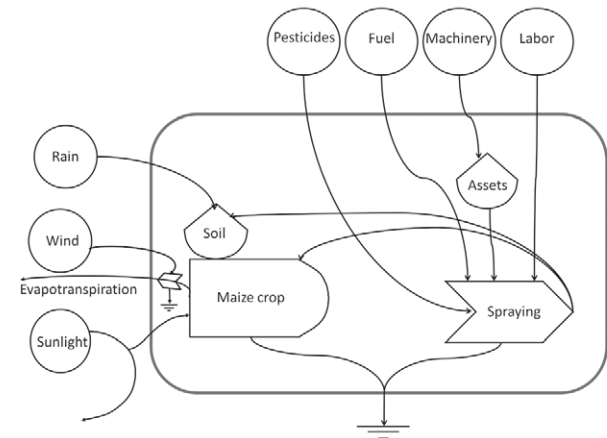 Pesticides
Fuel
Machinery
Labor
Rain
Assets
Soil
Wind
Evapotranspiration
Maize crop
Spraying
Sunlight